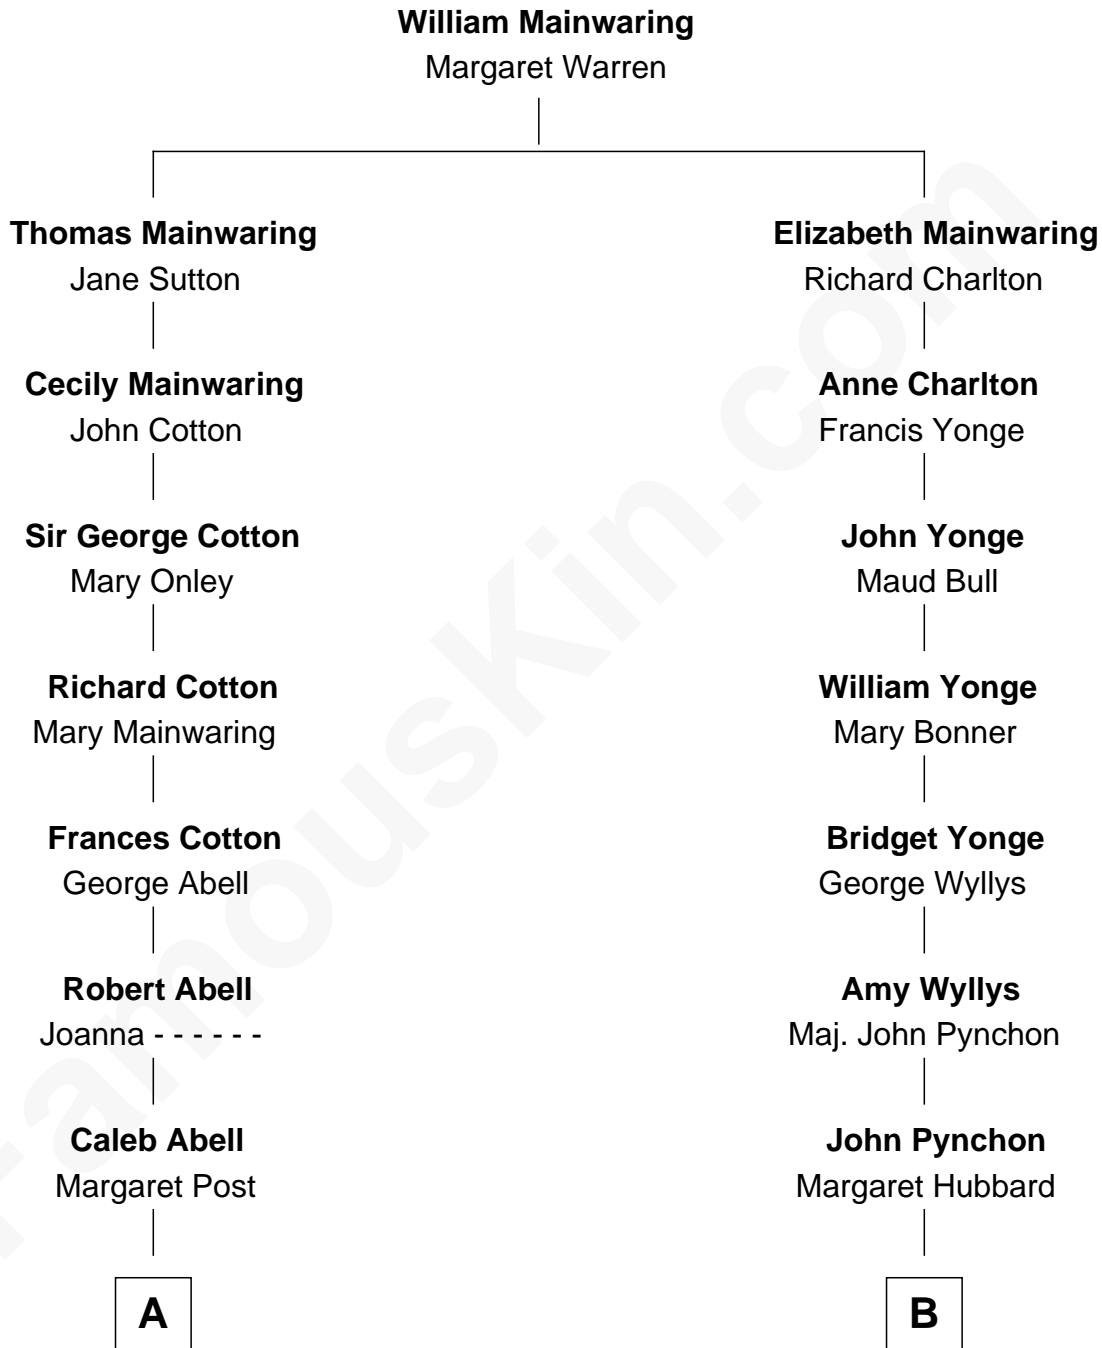 William Mainwaring
Margaret Warren
Thomas Mainwaring
Jane Sutton
Cecily Mainwaring
John Cotton
Sir George Cotton
Mary Onley
Richard Cotton
Mary Mainwaring
Frances Cotton
George Abell
Robert Abell
Joanna - - - - - -
Caleb Abell
Margaret Post
A
Elizabeth Mainwaring
Richard Charlton
Anne Charlton
Francis Yonge
John Yonge
Maud Bull
William Yonge
Mary Bonner
Bridget Yonge
George Wyllys
Amy Wyllys
Maj. John Pynchon
John Pynchon
Margaret Hubbard
B
FamousKin.com